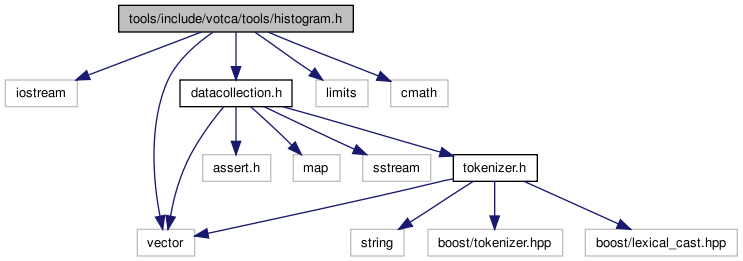 tools/include/votca/tools/histogram.h
iostream
datacollection.h
limits
cmath
assert.h
map
sstream
tokenizer.h
vector
string
boost/tokenizer.hpp
boost/lexical_cast.hpp